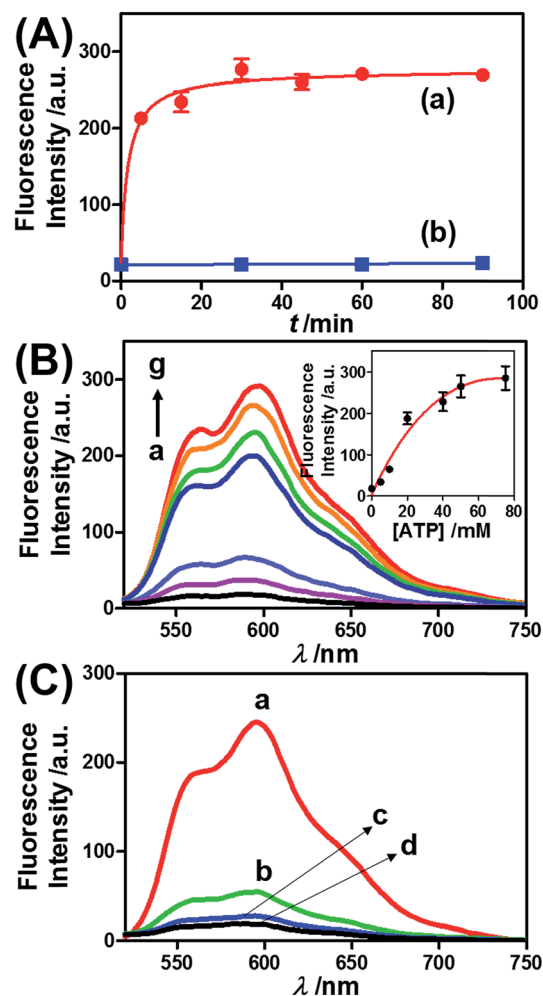 (A)
Fluorescence
Intensity /a.u.
300
200
100
0
(a)
(b)
0 20 40 60 80 100
t /min
(B)
Fluorescence
Intensity /a.u.
300
200
100
0
g
a
Fluorescence
Intensity /a.u.
300
200
100
0
0 20 40 60 80
[ATP] /mM
550 600 650 700 750
λ /nm
(C)
Fluorescence
Intensity /a.u.
300
200
100
0
a
c
d
b
550 600 650 700 750
λ /nm